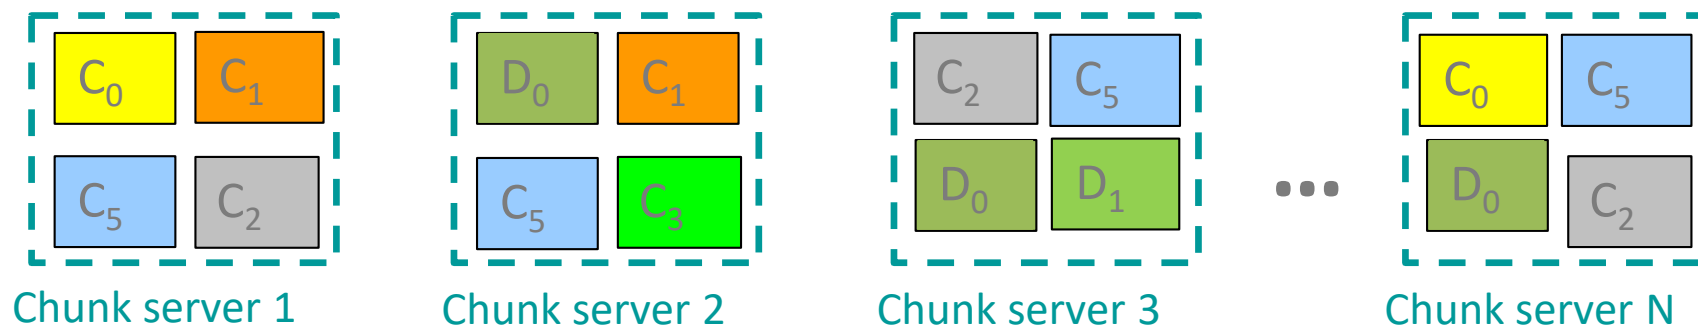 C0 C1 D0 C1 C2 C5 C0 C5
C5 C2 C5 C3 D0 D1 ... D0 C2
Chunk server 1 Chunk server 2 Chunk server 3 Chunk server N